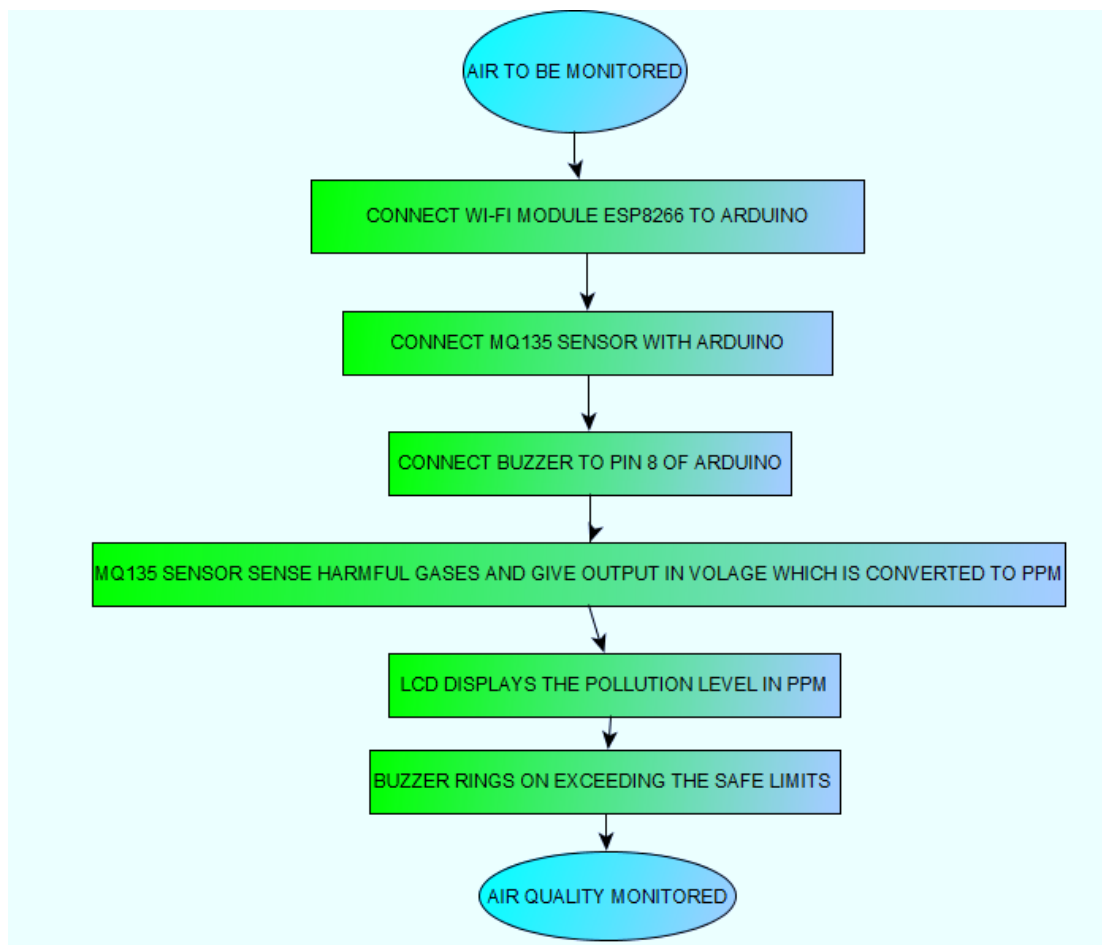 AIR TO BE MONITORED
CONNECT WI-FI MODULE ESP8266 TO ARDUINO
CONNECT MQ135 SENSOR WITH ARDUINO
CONNECT BUZZER TO PIN 8 OF ARDUINO
MQ135 SENSOR SENSE HARMFUL GASES AND GIVE OUTPUT IN VOLAGE WHICH IS CONVERTED TO PPM
LCD DISPLAYS THE POLLUTION LEVEL IN PPM
BUZZER RINGS ON EXCEEDING THE SAFE LIMITS
AIR QUALITY MONITORED